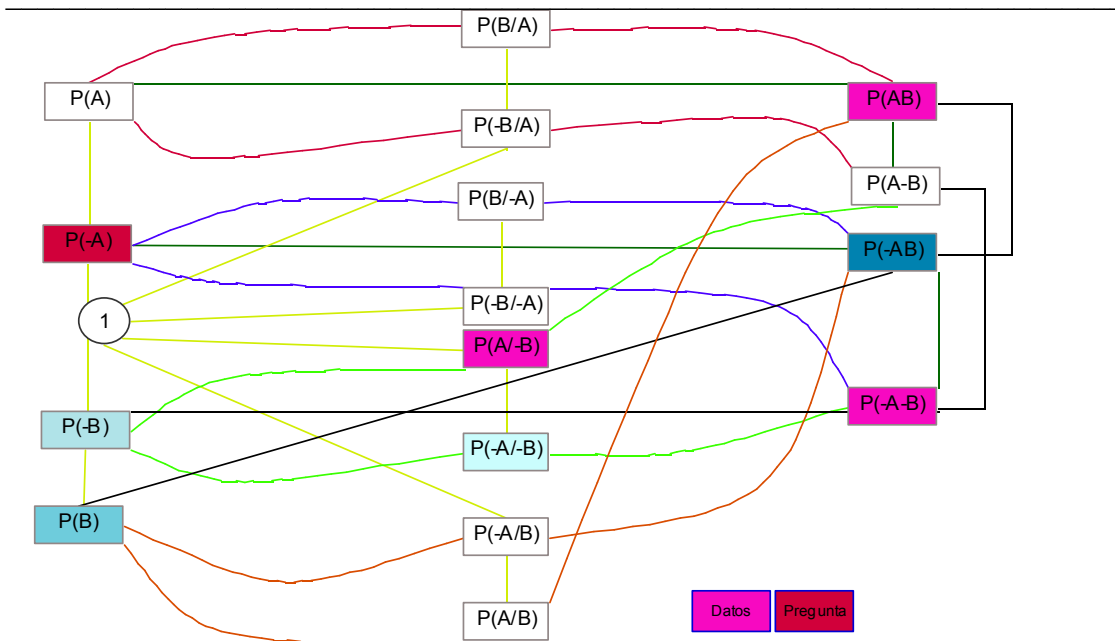 P(B/A)
P(A)
P(AB)
P(-B/A)
P(A-B)
P(B/-A)
P(-A)
P(-AB)
P(-B/-A)
1
P(A/-B)
P(-A-B)
P(-B)
P(-A/-B)
P(B)
P(-A/B)
P(A/B)
Datos
Pregunta